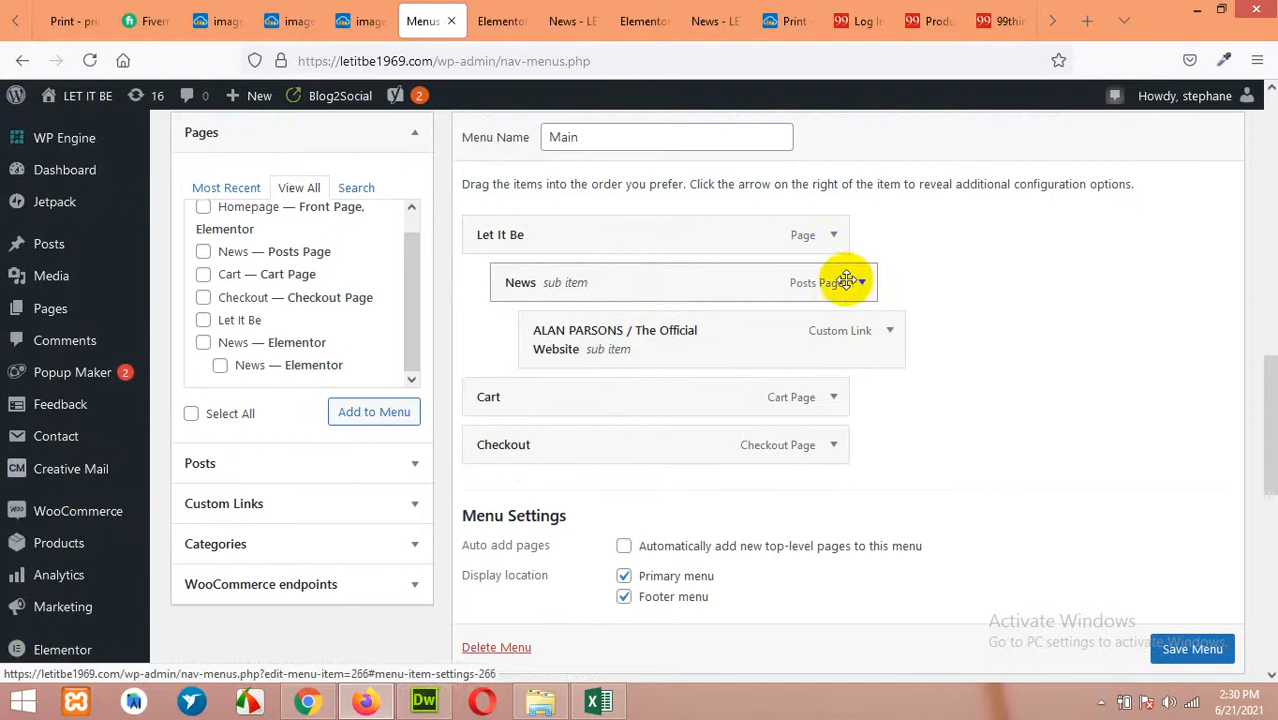 Print - pri
Fiverr
image
image
image
Menus -
Elementor
News - LE
Elementor
News - LE
Print -
Log In
Produ
99thin
https://letitbe1969.com/wp-admin/nav-menus.php
LET IT BE
16
0
New
Blog2Social
2
Howdy, stephane
WP Engine
Dashboard
Jetpack
Posts
Media
Pages
Comments
Popup Maker 2
Feedback
Contact
Creative Mail
WooCommerce
Products
Analytics
Marketing
Elementor
Pages
Most Recent
View All
Search
Homepage — Front Page,
Elementor
News — Posts Page
Cart — Cart Page
Checkout — Checkout Page
Let It Be
News — Elementor
News — Elementor
Select All
Add to Menu
Posts
Custom Links
Categories
WooCommerce endpoints
Menu Name
Main
Drag the items into the order you prefer. Click the arrow on the right of the item to reveal additional configuration options.
Let It Be
Page
News sub item
Posts Page
ALAN PARSONS / The Official
Website sub item
Custom Link
Cart
Cart Page
Checkout
Checkout Page
Menu Settings
Auto add pages
Automatically add new top-level pages to this menu
Display location
Primary menu
Footer menu
Activate Windows
Go to PC settings to activate Windows.
Delete Menu
Save Menu
https://letitbe1969.com/wp-admin/nav-menus.php?edit-menu-item=266#menu-item-settings-266
2:30 PM
6/21/2021